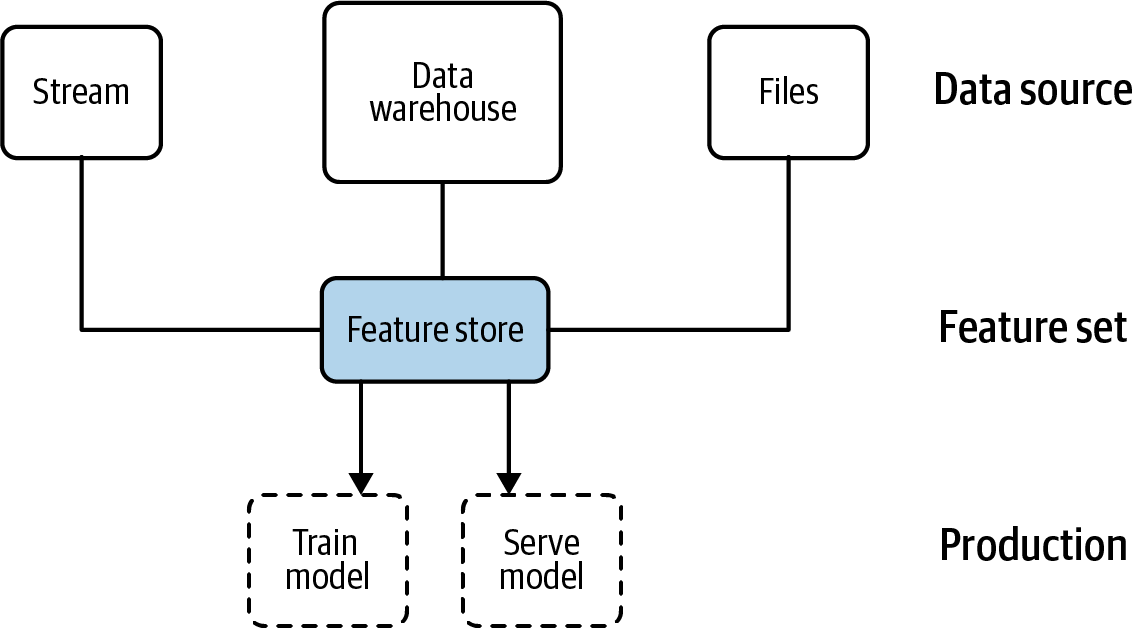 Stream
Data
warehouse
Files
Data source
Feature store
Feature set
Train
model
Serve
model
Production